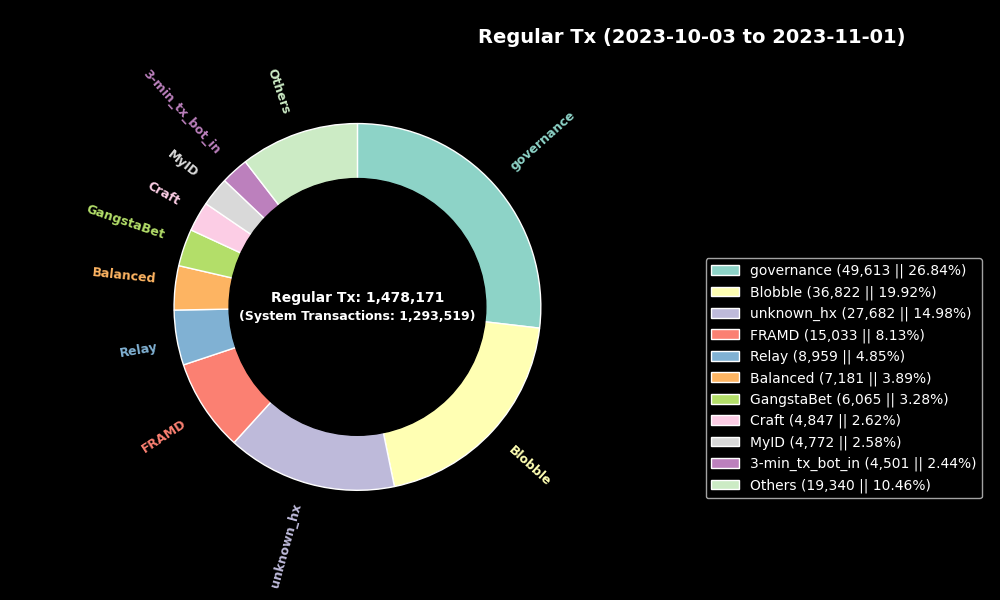 Regular Tx (2023-10-03 to 2023-11-01)
governance
Others
3-min_tx_bot_in
MyID
Craft
GangstaBet
Balanced
Relay
FRAMD
unknown_hx
Blobble
Regular Tx: 1,478,171
(System Transactions: 1,293,519)
governance (49,613 || 26.84%)
Blobble (36,822 || 19.92%)
unknown_hx (27,682 || 14.98%)
FRAMD (15,033 || 8.13%)
Relay (8,959 || 4.85%)
Balanced (7,181 || 3.89%)
GangstaBet (6,065 || 3.28%)
Craft (4,847 || 2.62%)
MyID (4,772 || 2.58%)
3-min_tx_bot_in (4,501 || 2.44%)
Others (19,340 || 10.46%)